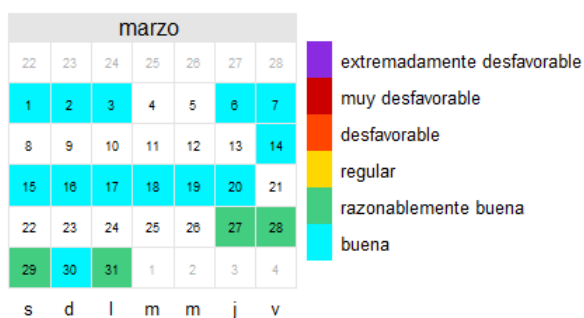 marzo
22 23 24 25 26 27 28
1 2 3 4 5 6 7
8 9 10 11 12 13 14
15 16 17 18 19 20 21
22 23 24 25 26 27 28
29 30 31 1 2 3 4
s d l m m j v
extremadamente desfavorable
muy desfavorable
desfavorable
regular
razonablemente buena
buena